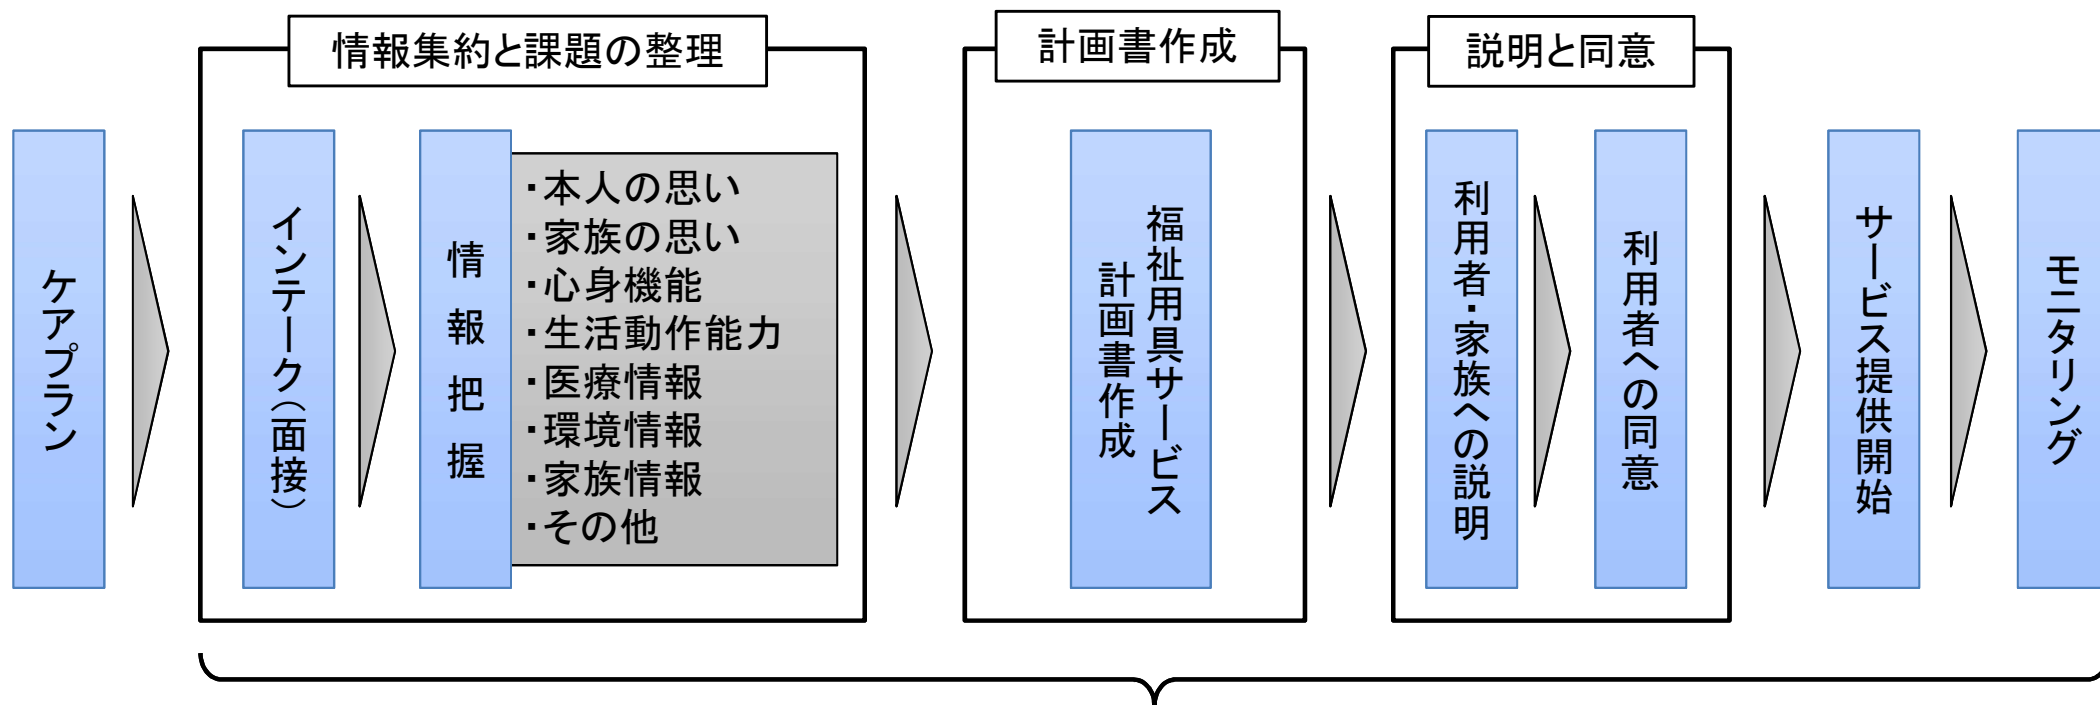 ケアプラン
情報集約と課題の整理
インテーク（面接）
情報把握
・本人の思い
・家族の思い
・心身機能
・生活動作能力
・医療情報
・環境情報
・家族情報
・その他
計画書作成
福祉用具サービス
計画書作成
説明と同意
利用者・家族への説明
利用者への同意
サービス提供開始
モニタリング